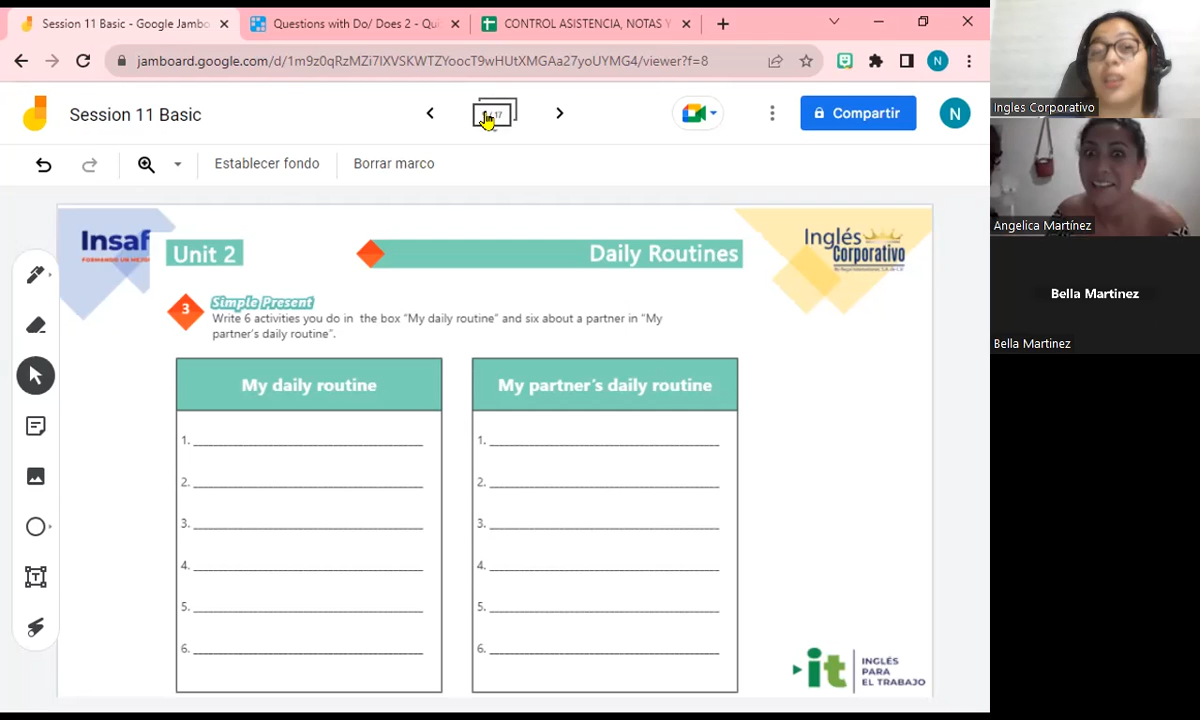 Session 11 Basic - Google Jambo
Questions with Do/ Does 2 - Qui
CONTROL ASISTENCIA, NOTAS Y
jamboard.google.com/d/1m9z0qRzMZi7IXVSKWTZYoocT9wHUtXMGAa27yoUYMG4/viewer?f=8
N
Session 11 Basic
Compartir
N
Establecer fondo
Borrar marco
Insaf
Unit 2
Daily Routines
Inglés
Corporativo
3
Simple Present
Write 6 activities you do in the box “My daily routine” and six about a partner in “My
partner’s daily routine”.
My daily routine
1.
2.
3.
4.
5.
6.
My partner’s daily routine
1.
2.
3.
4.
5.
6.
it
INGLÉS
PARA
EL TRABAJO
Ingles Corporativo
Angelica Martínez
Bella Martinez
Bella Martinez